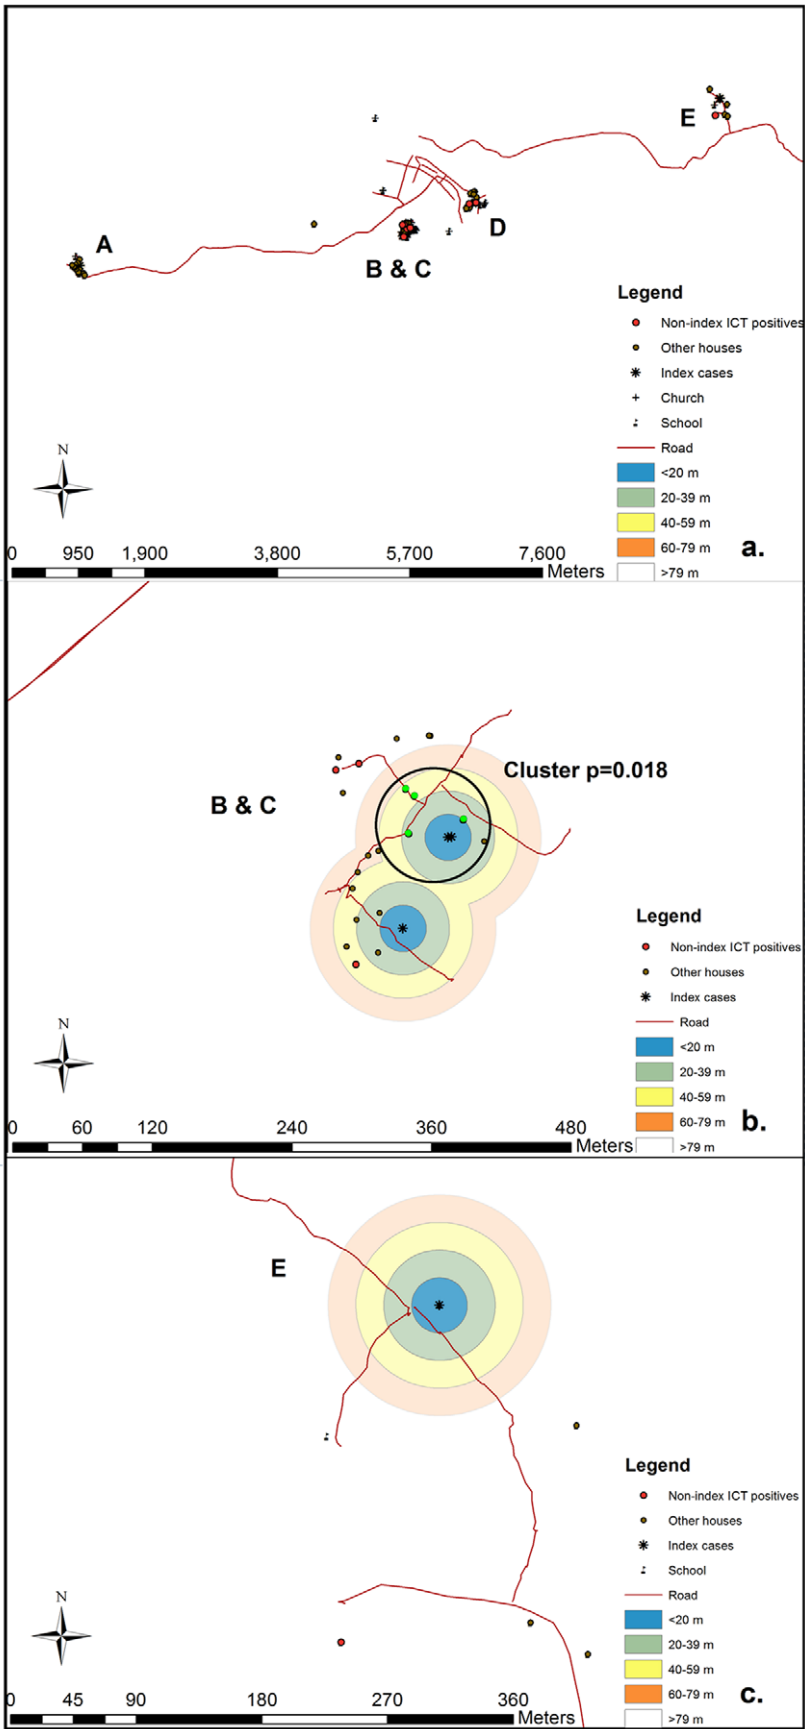 E
A
D
B & C
Legend
Non-index ICT positives
Other houses
Index cases
Church
School
Road
<20 m
20-39 m
40-59 m
60-79 m
>79 m
N
a.
0 950 1,900 3,800 5,700 7,600
Meters
Cluster p=0.018
B & C
Legend
Non-index ICT positives
Other houses
Index cases
Road
<20 m
20-39 m
40-59 m
60-79 m
>79 m
N
b.
0 60 120 240 360 480
Meters
E
Legend
Non-index ICT positives
Other houses
Index cases
School
Road
<20 m
20-39 m
40-59 m
60-79 m
>79 m
N
c.
0 45 90 180 270 360
Meters